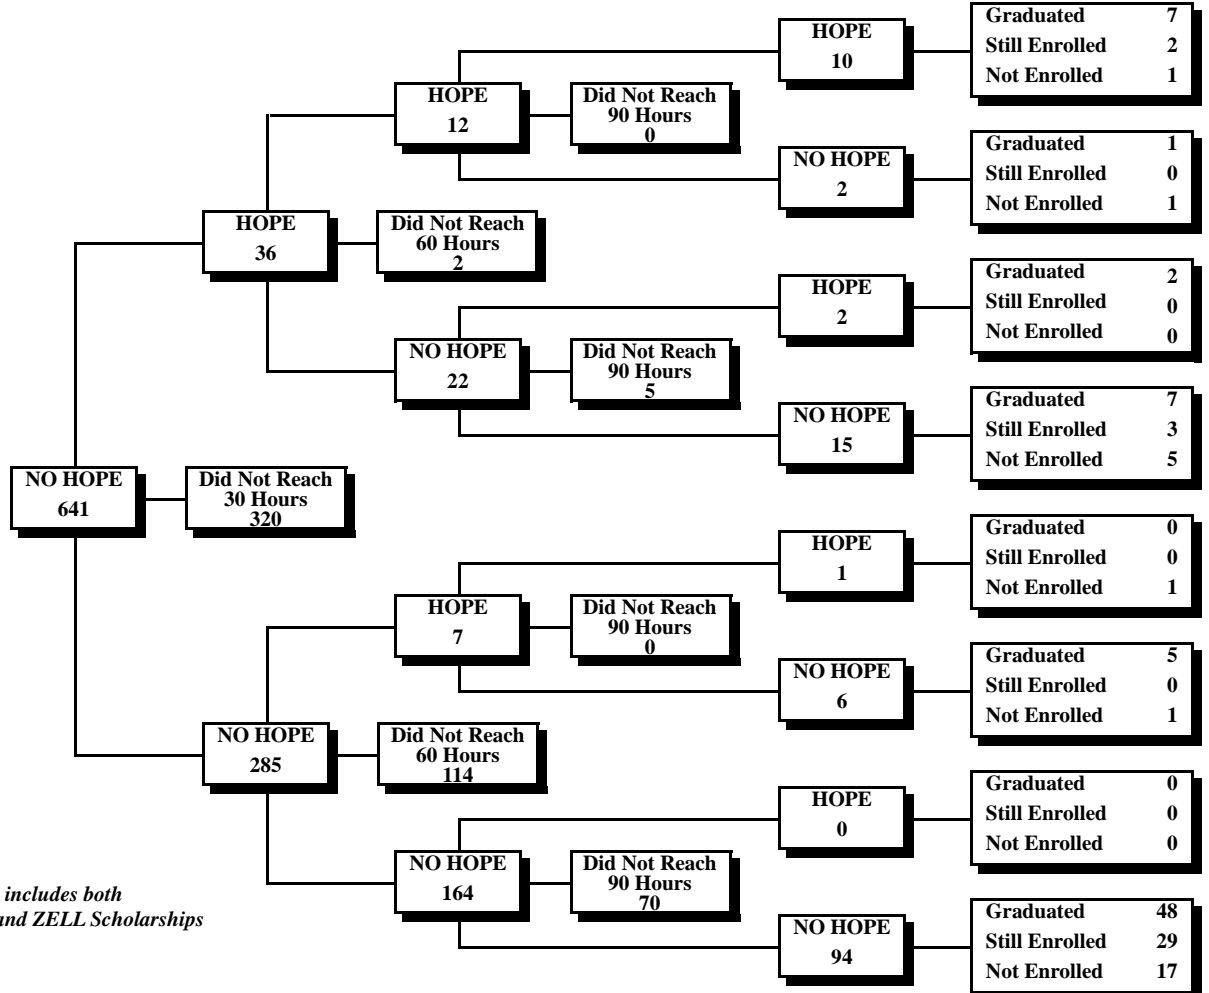 HOPE
10
Graduated 7
Still Enrolled 2
Not Enrolled 1
HOPE
12
Did Not Reach
90 Hours
0
NO HOPE
2
Graduated 1
Still Enrolled 0
Not Enrolled 1
HOPE
36
Did Not Reach
60 Hours
2
HOPE
2
Graduated 2
Still Enrolled 0
Not Enrolled 0
NO HOPE
22
Did Not Reach
90 Hours
5
NO HOPE
15
Graduated 7
Still Enrolled 3
Not Enrolled 5
NO HOPE
641
Did Not Reach
30 Hours
320
HOPE
1
Graduated 0
Still Enrolled 0
Not Enrolled 1
HOPE
7
Did Not Reach
90 Hours
0
NO HOPE
6
Graduated 5
Still Enrolled 0
Not Enrolled 1
NO HOPE
285
Did Not Reach
60 Hours
114
HOPE
0
Graduated 0
Still Enrolled 0
Not Enrolled 0
NO HOPE
164
Did Not Reach
90 Hours
70
NO HOPE
94
Graduated 48
Still Enrolled 29
Not Enrolled 17
includes both
and ZELL Scholarships